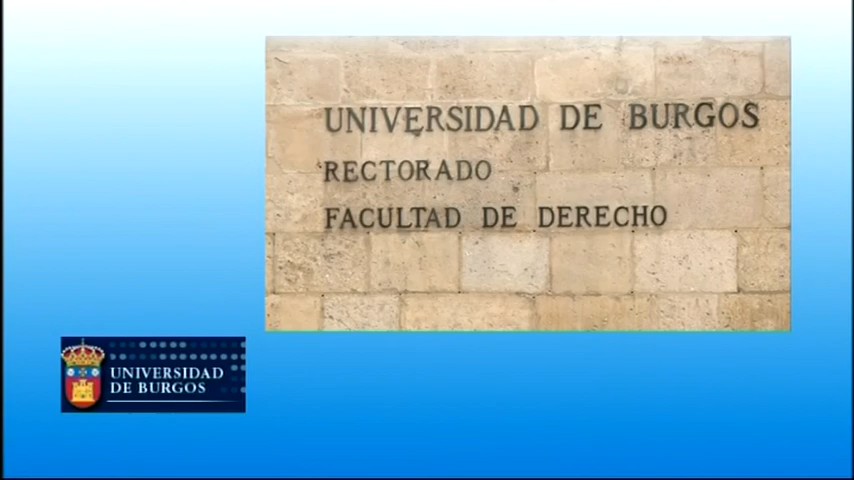 UNIVERSIDAD DE BURGOS
RECTORADO
FACULTAD DE DERECHO
UNIVERSIDAD
DE BURGOS